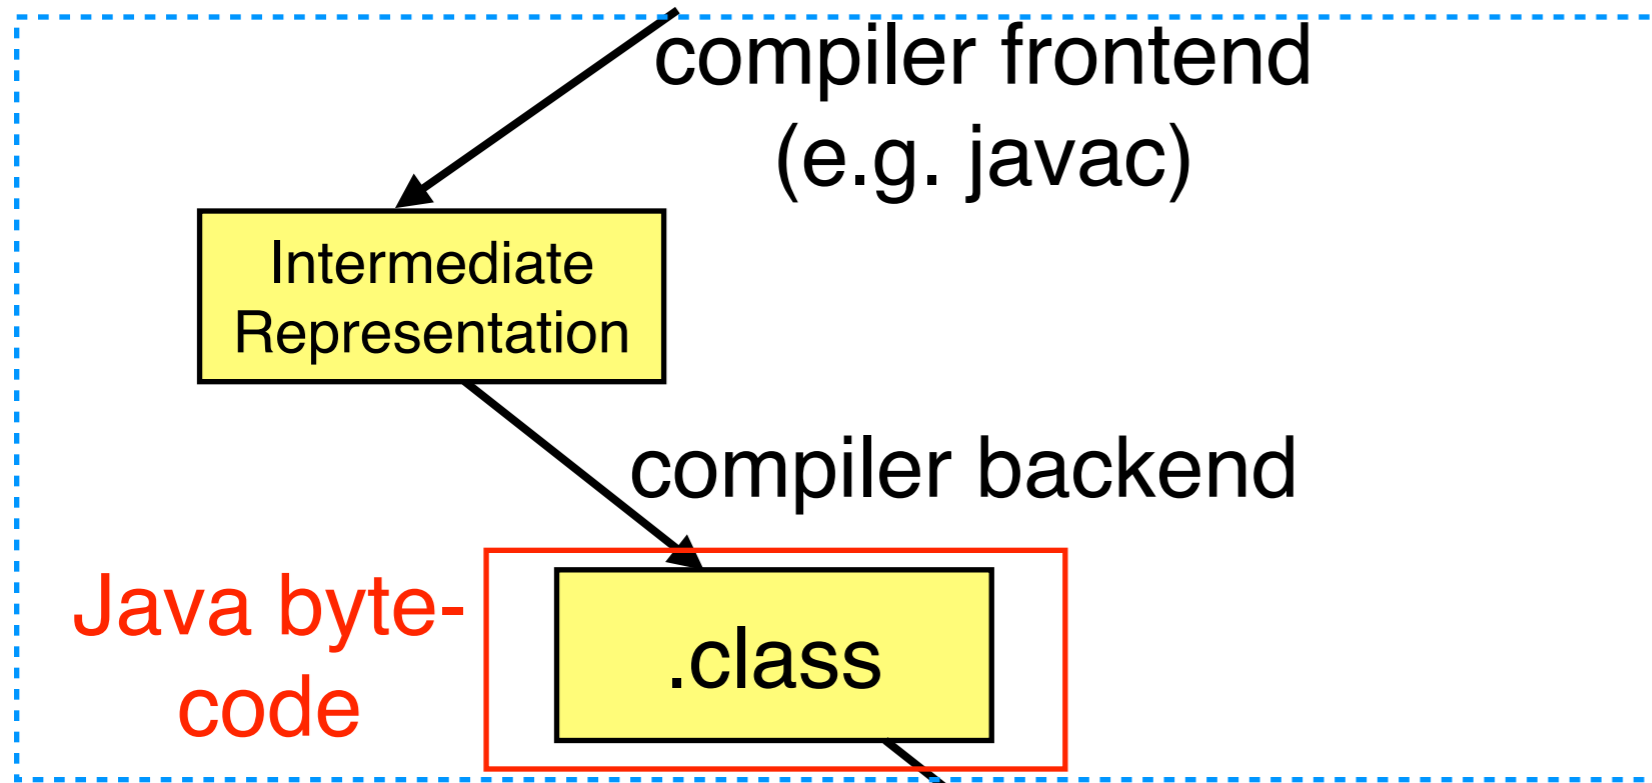 compiler frontend
(e.g. javac)
Intermediate
Representation
compiler backend
Java byte-
code
.class